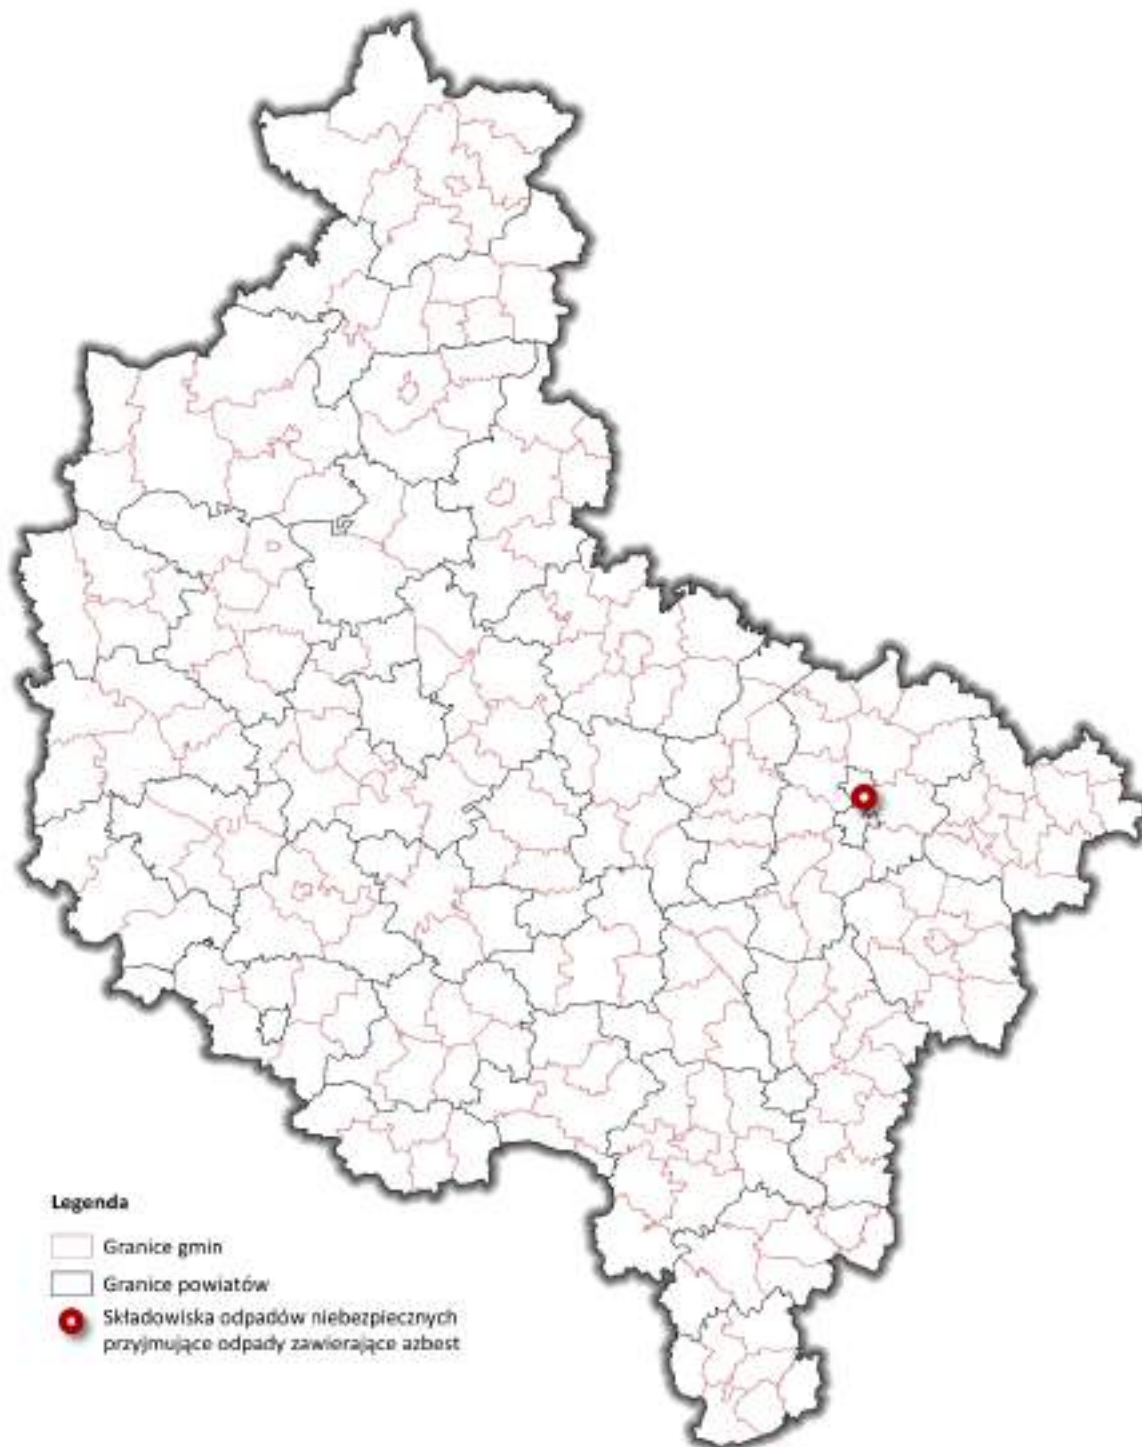 Legenda
Granice gmin
Granice powiatów
Składowiska odpadów niebezpiecznych
przyjmujące odpady zawierające azbest